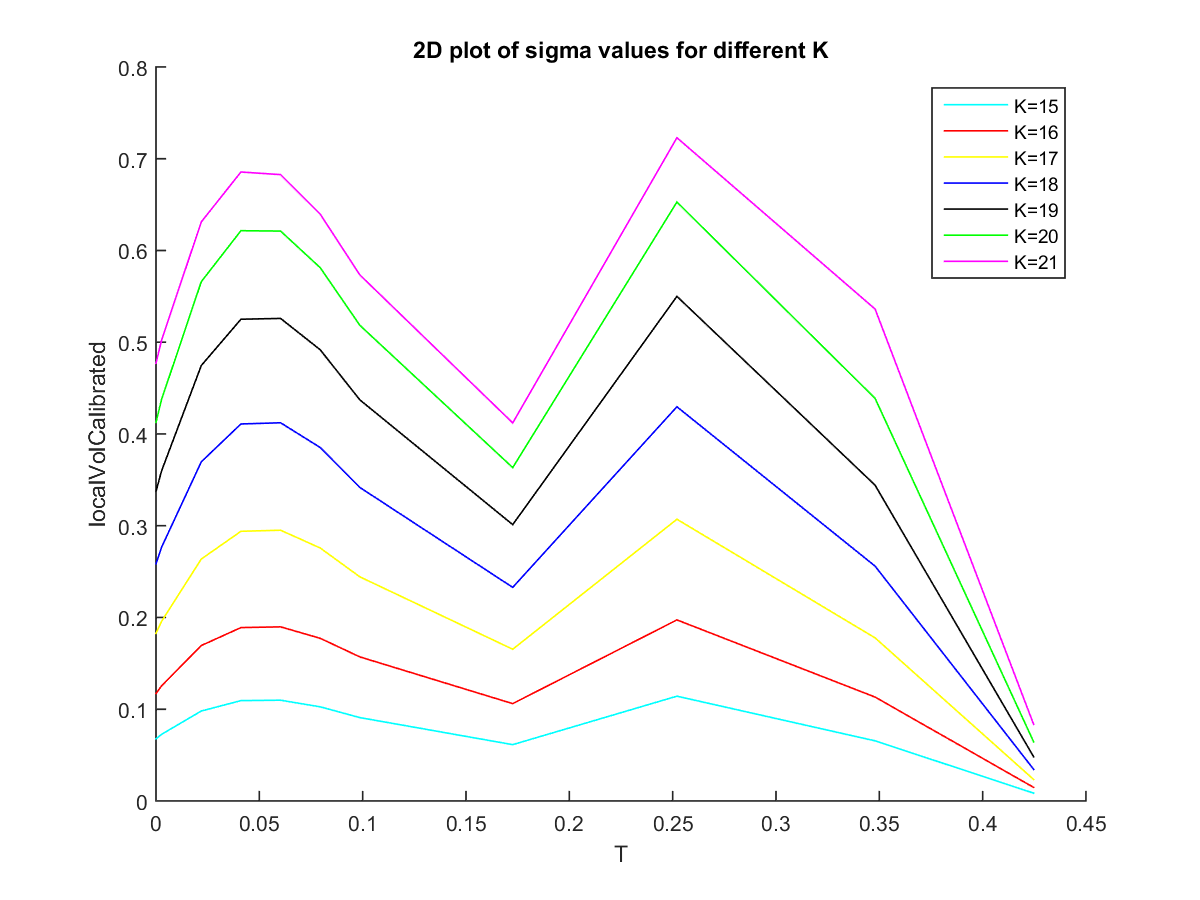 2D plot of sigma values for different K
0.8
0.7
0.6
0.5
0.4
0.3
0.2
0.1
0
localVolCalibrated
K=15
K=16
K=17
K=18
K=19
K=20
K=21
0 0.05 0.1 0.15 0.2 0.25 0.3 0.35 0.4 0.45
T